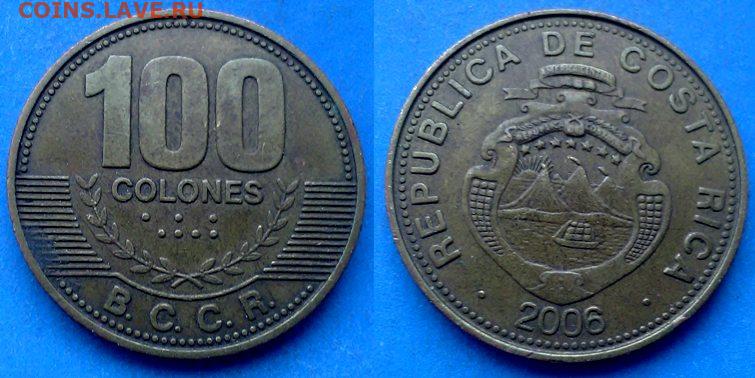 COINS.LAVE.RU
100
COLONES
B. C. C. R.
REPUBLICA DE COSTA RICA
2006